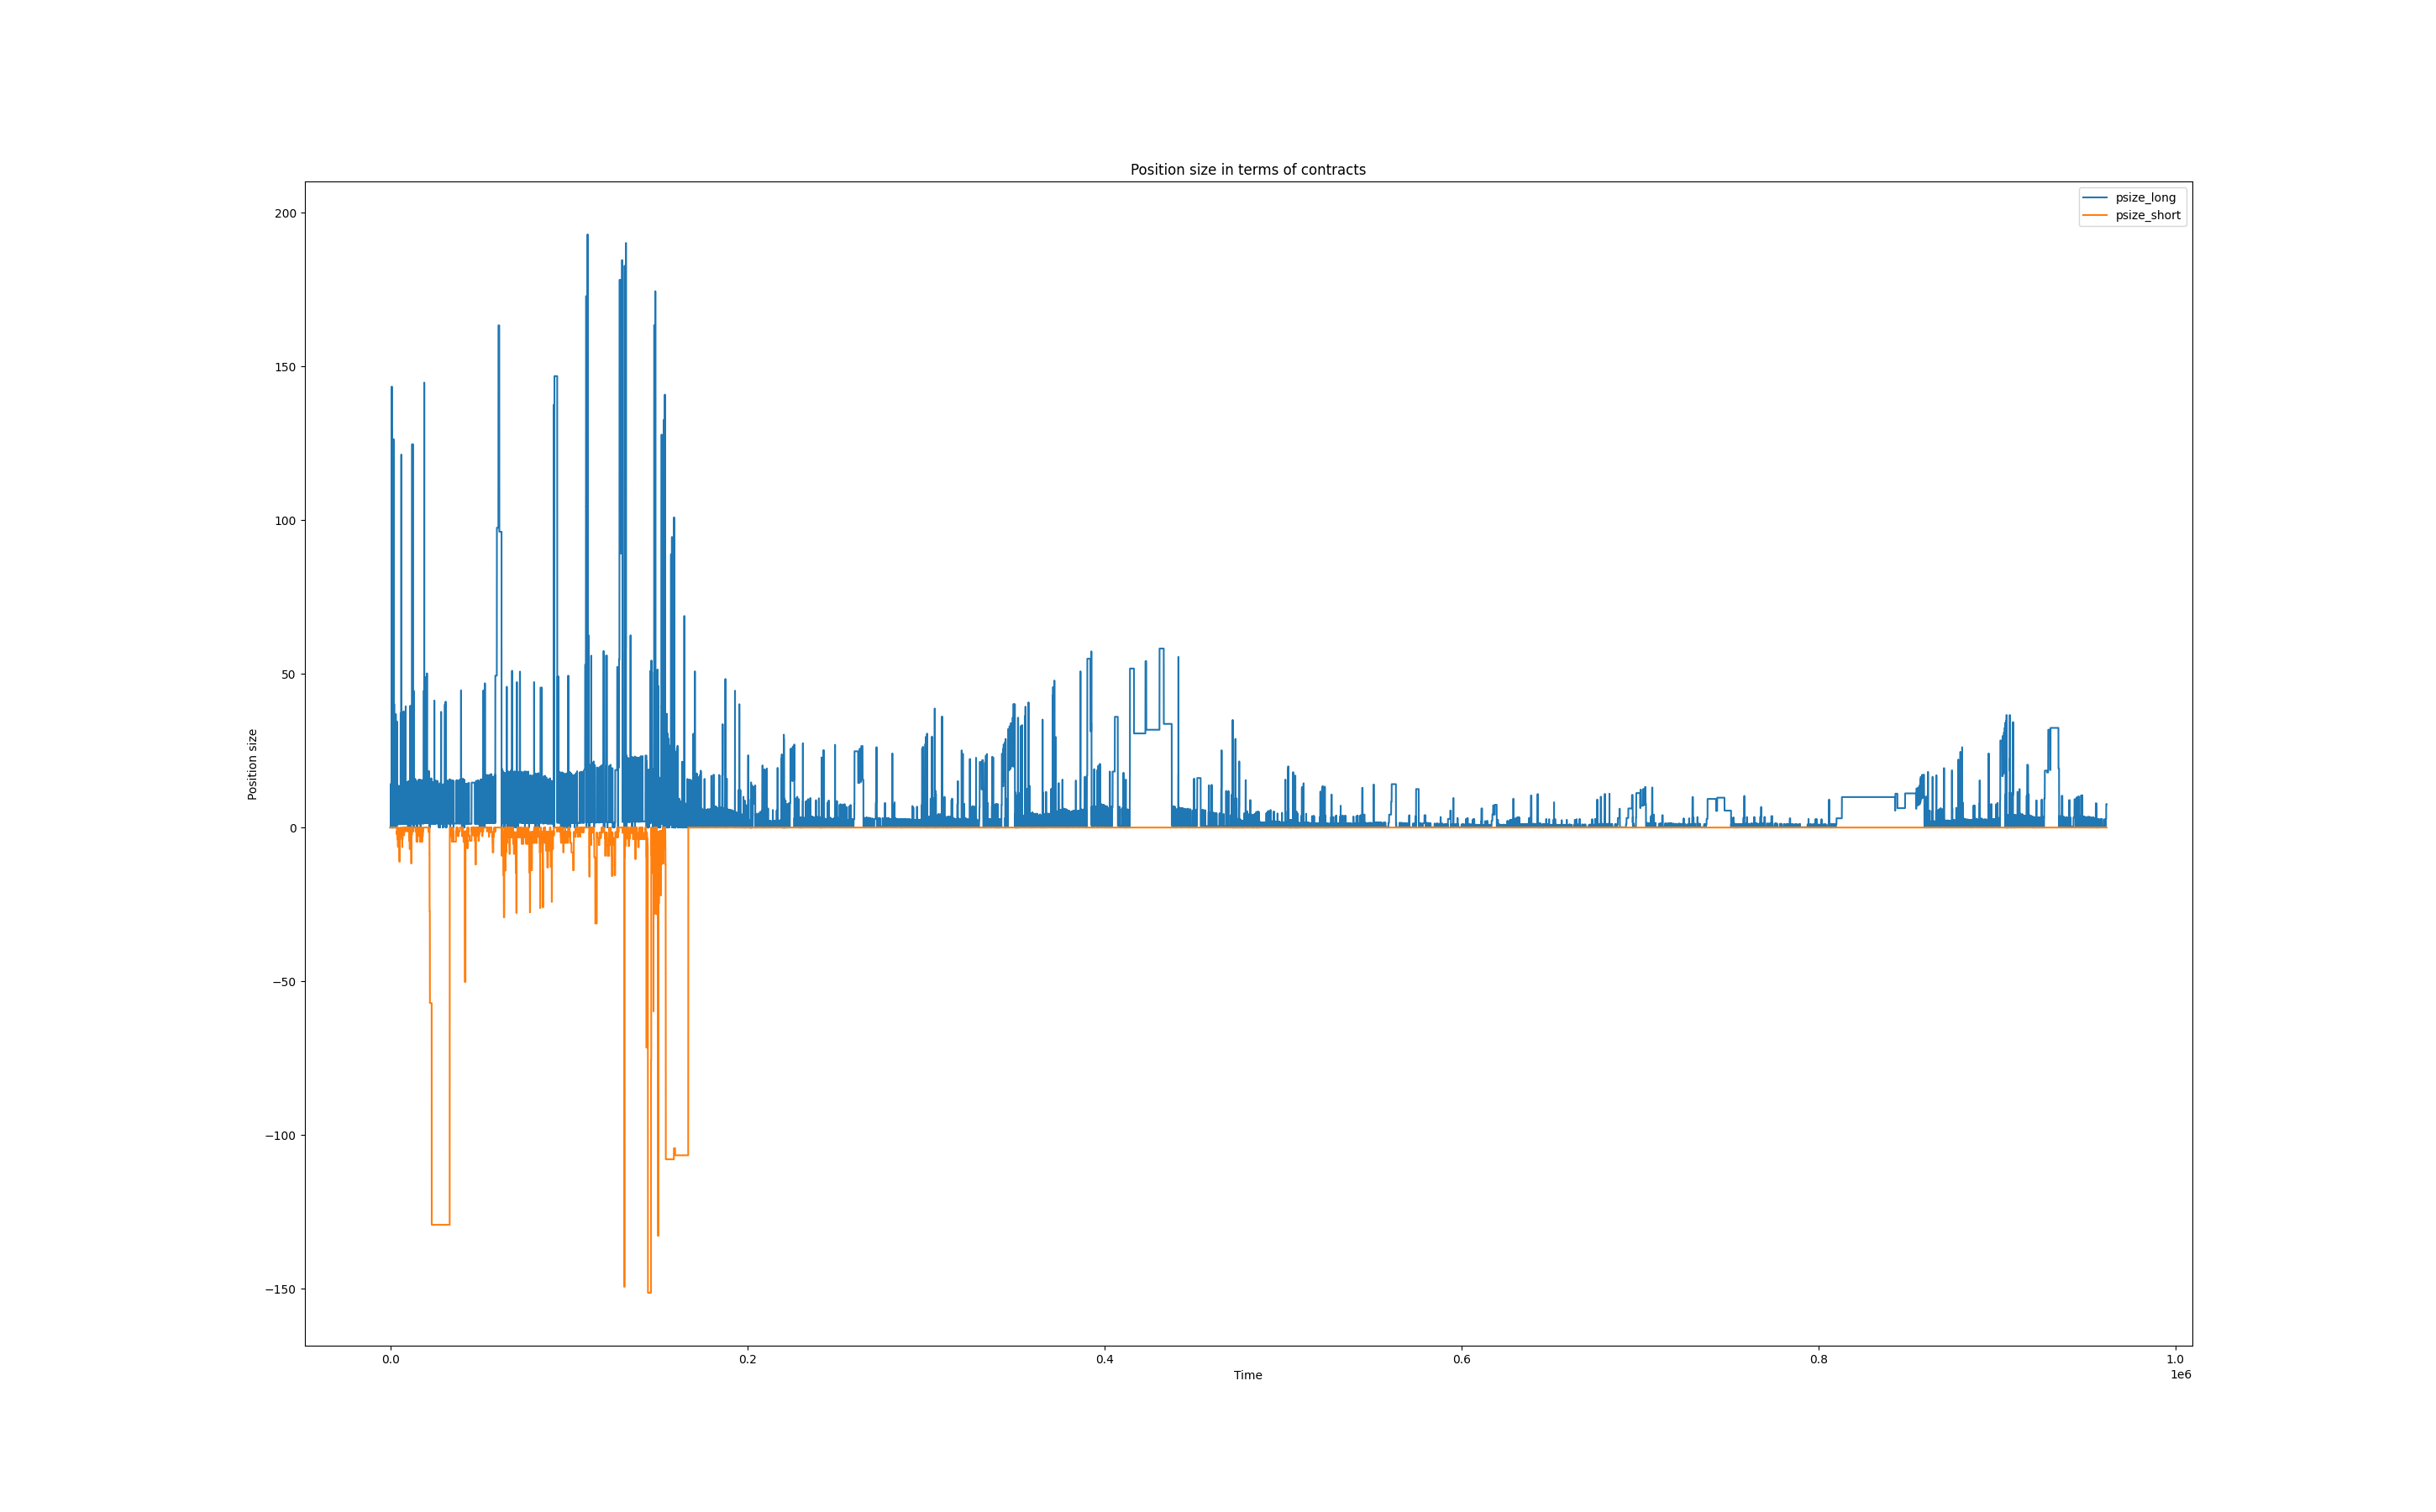 Position size in terms of contracts
psize_long
psize_short
200
150
100
50
0
−50
−100
−150
Position size
0.0
0.2
0.4
0.6
0.8
1.0
1e6
Time